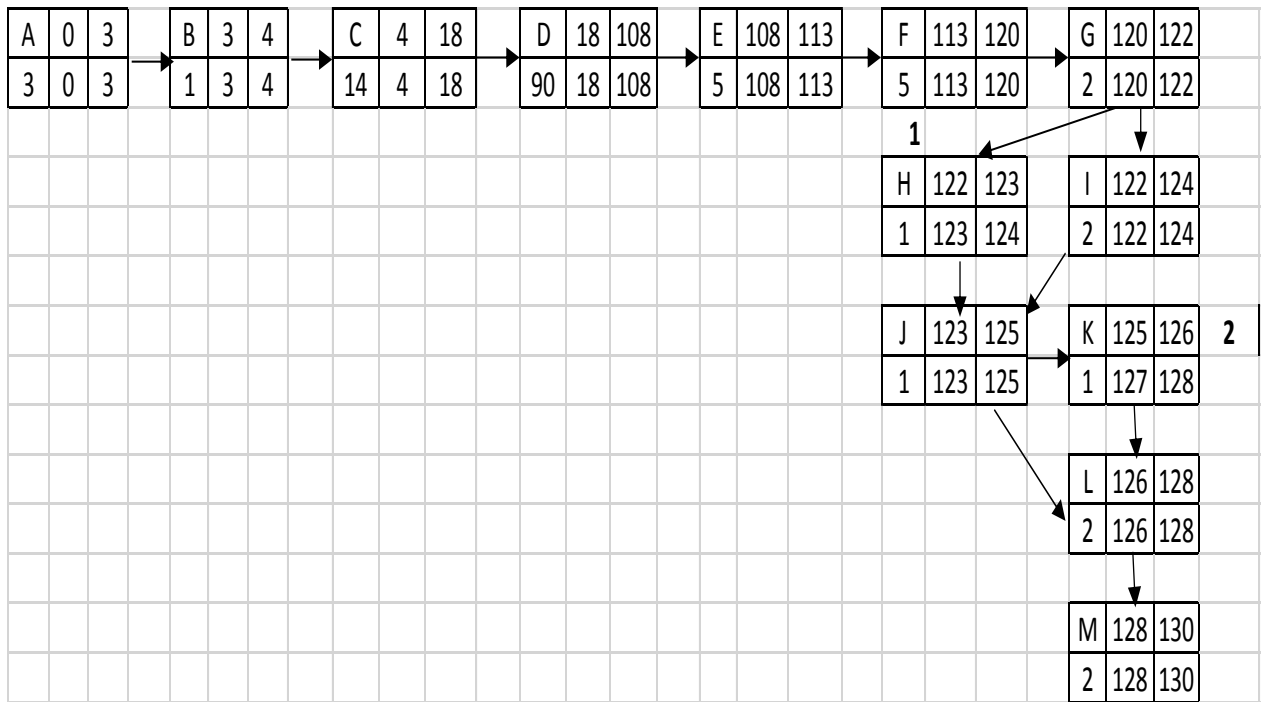 A 0 3 B 3 4 C 4 18 D 18 108 E 108 113 F 113 120 G 120 122
3 0 3 1 3 4 14 4 18 90 18 108 5 108 113 5 113 120 2 120 122
1
H 122 123 I 122 124
1 123 124 2 122 124
J 123 125 K 125 126 2
1 123 125 1 127 128
L 126 128
2 126 128
M 128 130
2 128 130